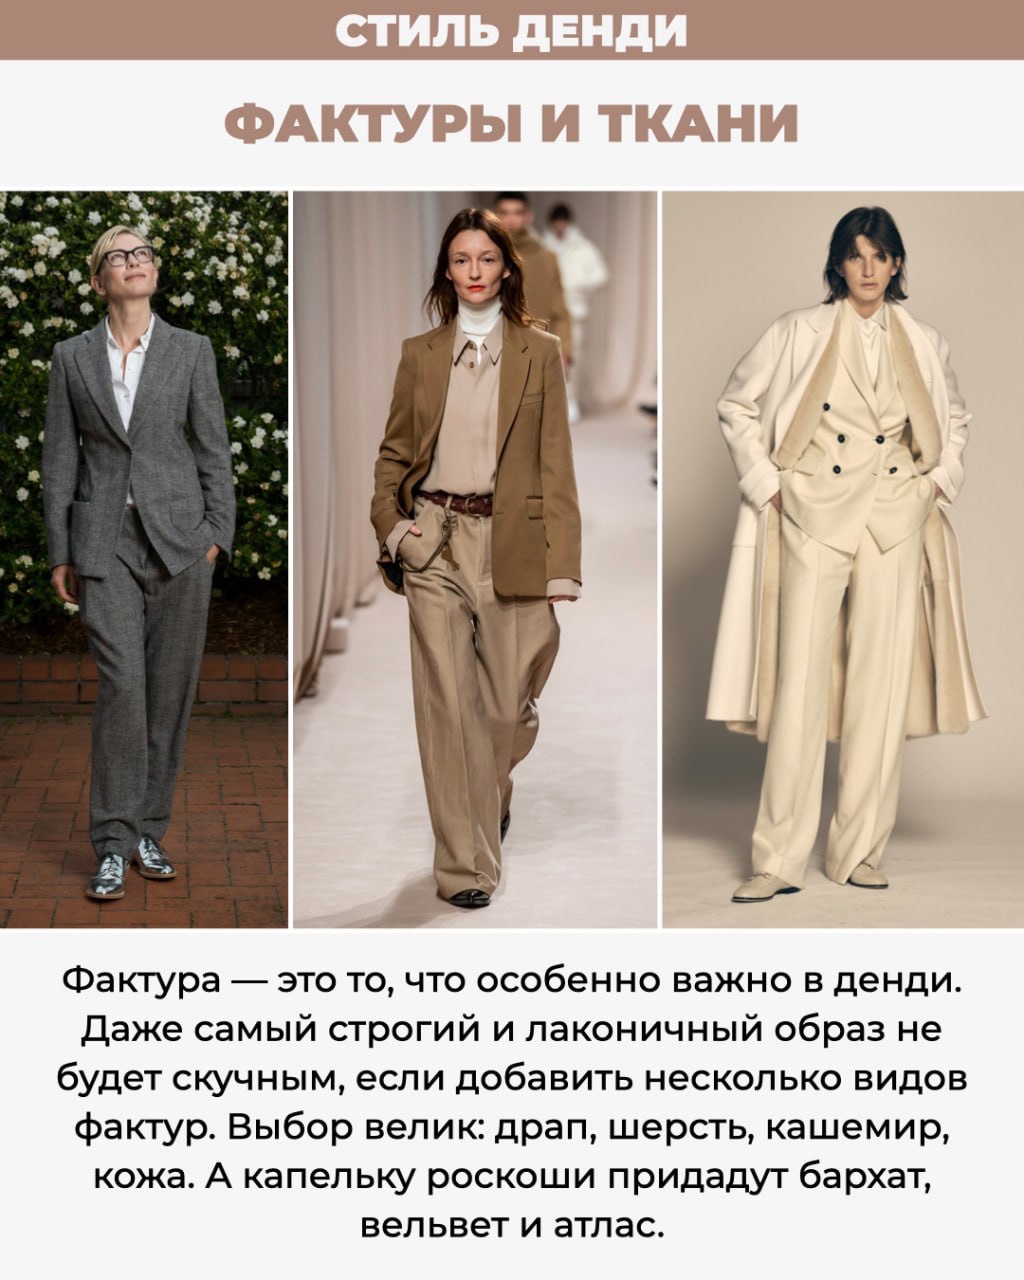 СТИЛЬ ДЕНДИ
ФАКТУРЫ И ТКАНИ
Фактура — это то, что особенно важно в денди.
Даже самый строгий и лаконичный образ не
будет скучным, если добавить несколько видов
фактур. Выбор велик: драп, шерсть, кашемир,
кожа. А капельку роскоши придадут бархат,
вельвет и атлас.